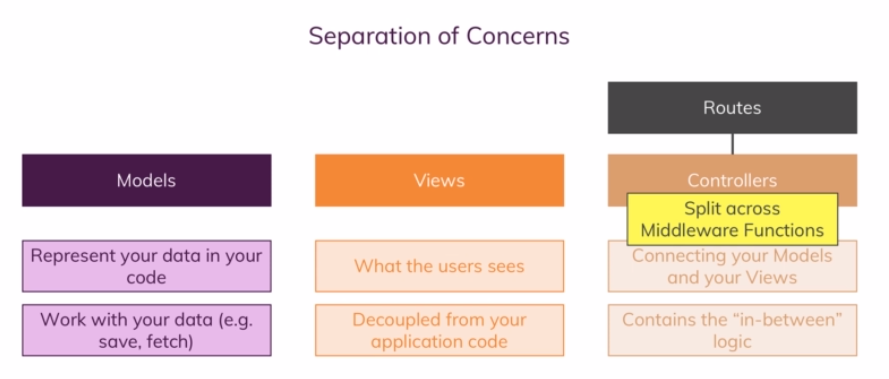 Separation of Concerns
Routes
Models
Views
Controllers
Split across
Middleware Functions
Represent your data in your
code
What the users sees
Connecting your Models
and your Views
Work with your data (e.g.
save, fetch)
Decoupled from your
application code
Contains the “in-between”
logic